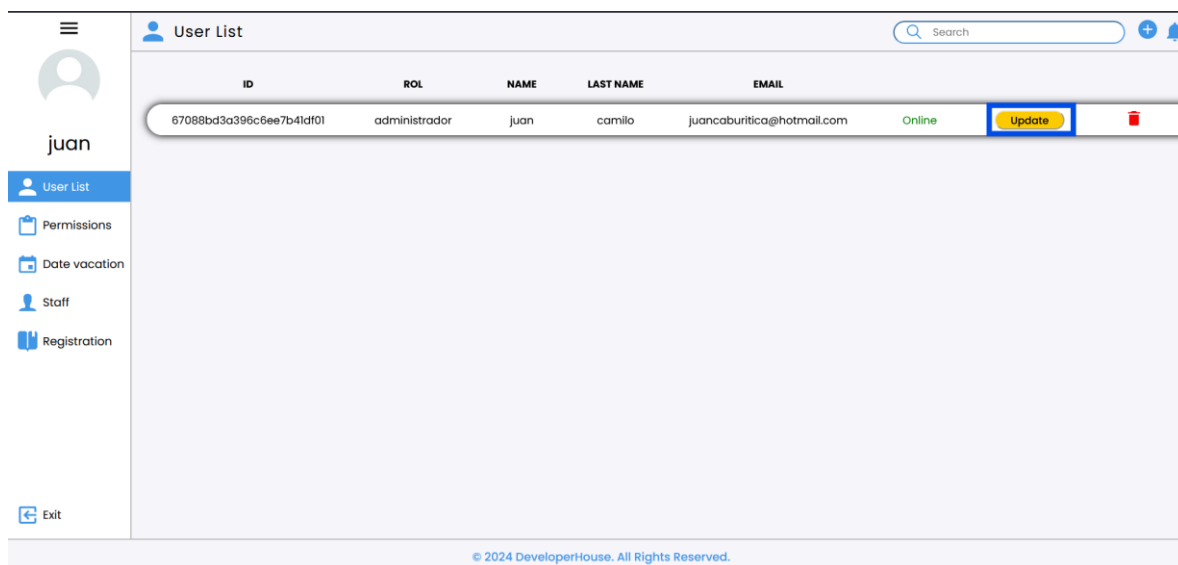 User List
Search
juan
User List
Permissions
Date vacation
Staff
Registration
Exit
ID ROL NAME LAST NAME EMAIL
67088bd3a396c6ee7b41df01 administrador juan camilo juancaburitica@hotmail.com Online Update
© 2024 DeveloperHouse. All Rights Reserved.